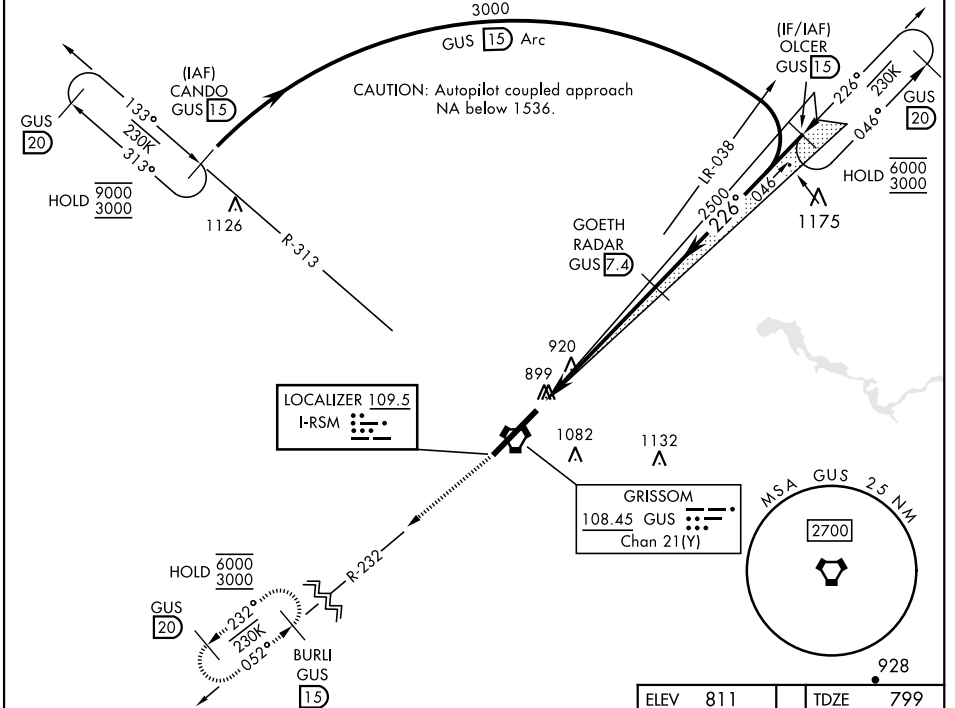 3000
GUS 15 Arc
(IAF)
CANDO
GUS 15
CAUTION: Autopilot coupled approach
NA below 1536.
(IF/IAF)
OLCER
GUS 15
GUS
20
133°
230K
313°
HOLD 9000
3000
1126
R-313
226°
230K
046°
GUS
20
HOLD 6000
3000
1175
LR-038
2500
226°
046
GOETH
RADAR
GUS 7.4
920
899
LOCALIZER 109.5
I-RSM
1082
1132
GRISSOM
108.45 GUS
Chan 21(Y)
MSA GUS 25 NM
2700
R-232
HOLD 6000
3000
GUS
20
232°
230K
052°
BURLI
GUS
15
928
ELEV 811
TDZE 799